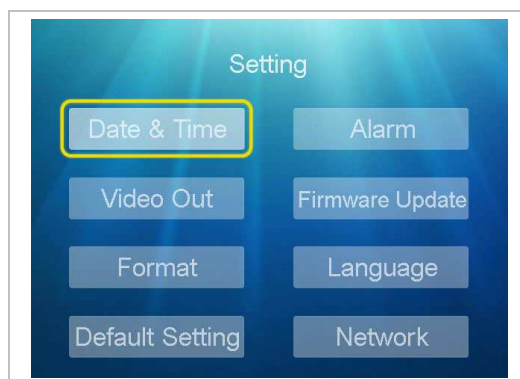 Setting
Date & Time
Alarm
Video Out
Firmware Update
Format
Language
Default Setting
Network